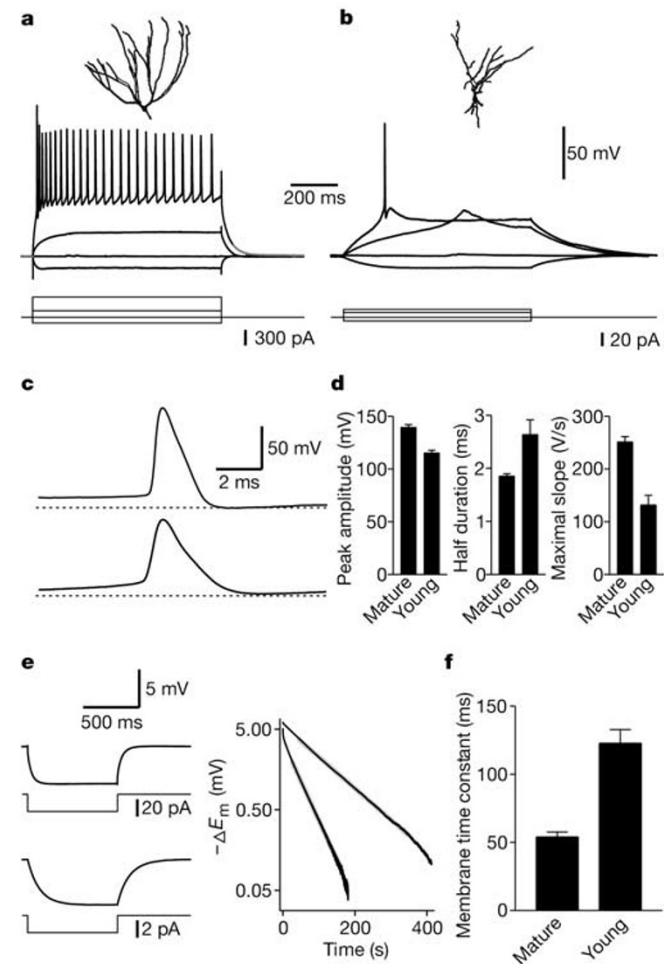 a
b
50 mV
200 ms
300 pA
20 pA
c
d
50 mV
2 ms
Peak amplitude (mV)
150
100
50
0
Mature
Young
Half duration (ms)
3
2
1
0
Mature
Young
Maximal slope (V/s)
300
200
100
0
Mature
Young
e
f
5 mV
500 ms
20 pA
2 pA
−ΔEm (mV)
5.00
0.50
0.05
0
200
400
Time (s)
Membrane time constant (ms)
150
100
50
0
Mature
Young